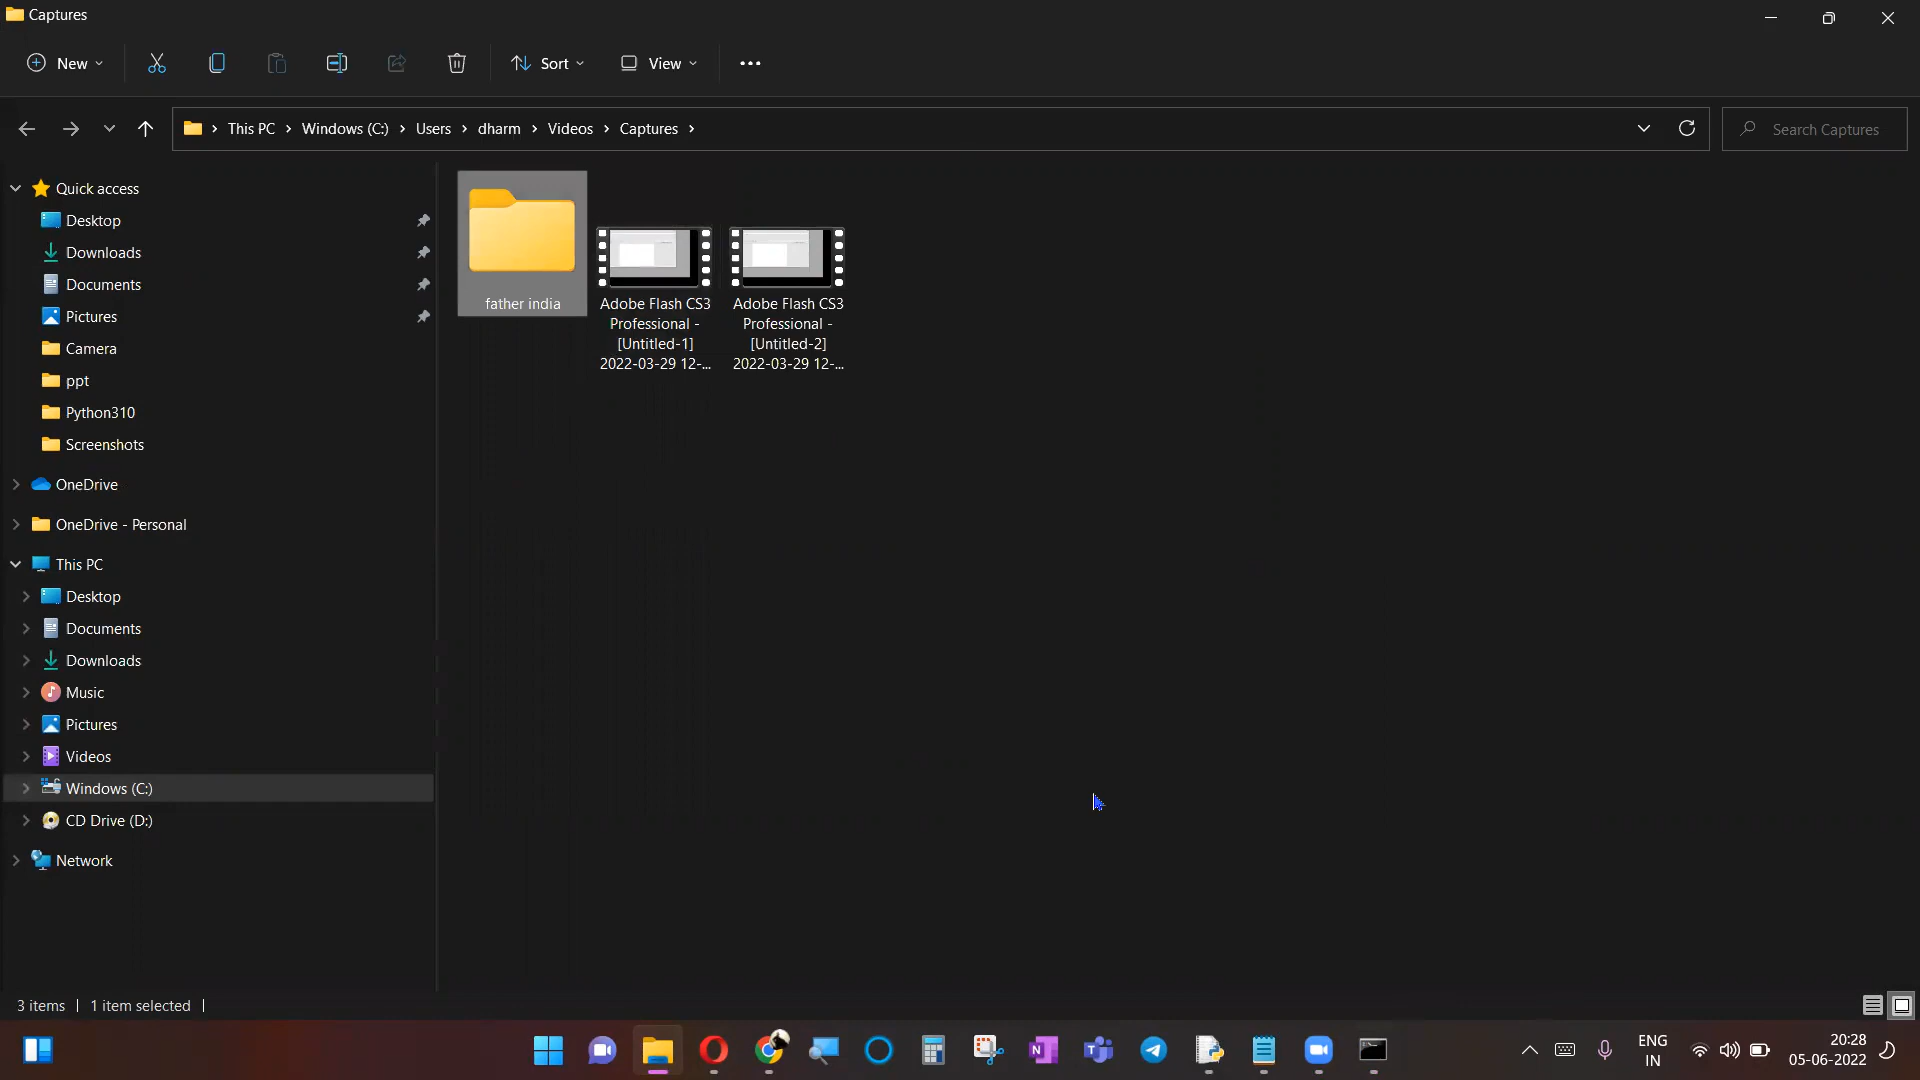 Captures
New
Sort
View
This PC
Windows (C:)
Users
dharm
Videos
Captures
Search Captures
Quick access
Desktop
Downloads
Documents
Pictures
Camera
ppt
Python310
Screenshots
OneDrive
OneDrive - Personal
This PC
Desktop
Documents
Downloads
Music
Pictures
Videos
Windows (C:)
CD Drive (D:)
Network
father india
Adobe Flash CS3
Professional -
[Untitled-1]
2022-03-29 12-...
Adobe Flash CS3
Professional -
[Untitled-2]
2022-03-29 12-...
3 items
1 item selected
ENG
IN
20:28
05-06-2022